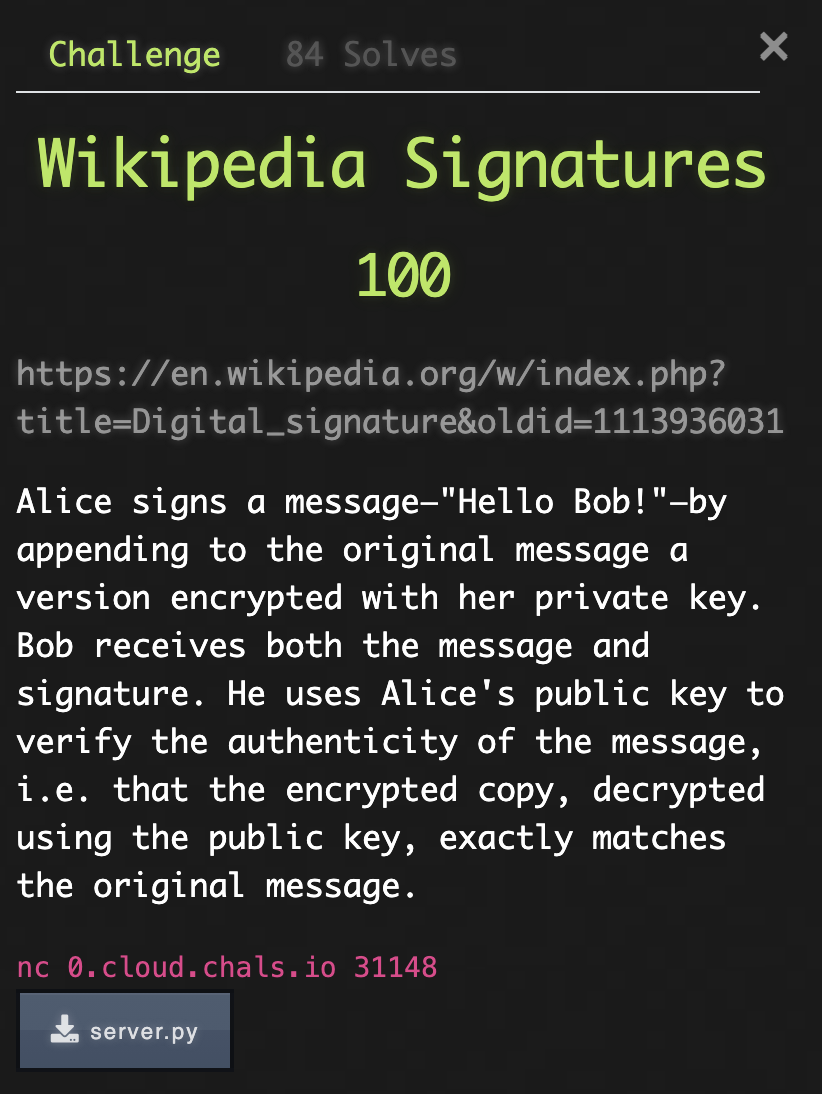 Challenge 84 Solves ×
Wikipedia Signatures
100
https://en.wikipedia.org/w/index.php?
title=Digital_signature&oldid=1113936031
Alice signs a message—"Hello Bob!"—by
appending to the original message a
version encrypted with her private key.
Bob receives both the message and
signature. He uses Alice's public key to
verify the authenticity of the message,
i.e. that the encrypted copy, decrypted
using the public key, exactly matches
the original message.
nc 0.cloud.chals.io 31148
server.py